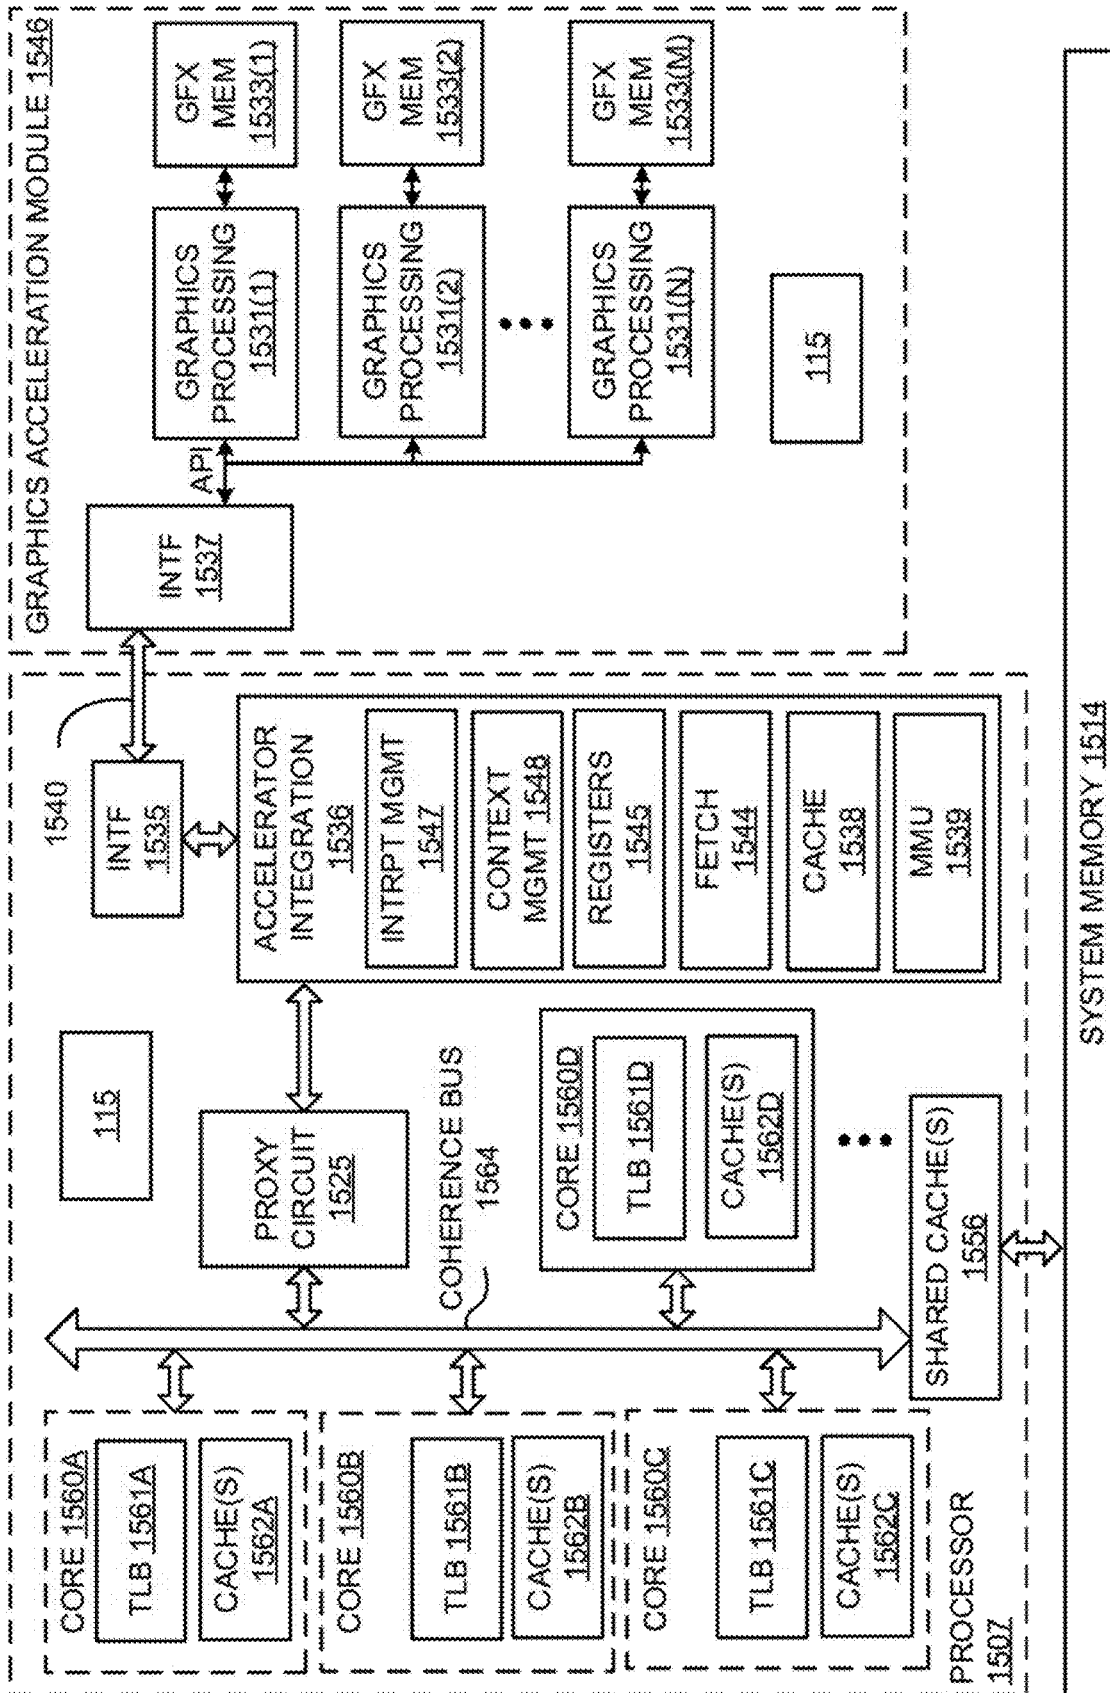 CORE 1560A
TLB 1561A
CACHE(S)
1562A
CORE 1560B
TLB 1561B
CACHE(S)
1562B
CORE 1560C
TLB 1561C
CACHE(S)
1562C
PROCESSOR
1507
115
PROXY
CIRCUIT
1525
COHERENCE BUS
1564
CORE 1560D
TLB 1561D
CACHE(S)
1562D
SHARED CACHE(S)
1556
1540
INTF
1535
ACCELERATOR
INTEGRATION
1536
INTRPT MGMT
1547
CONTEXT
MGMT 1548
REGISTERS
1545
FETCH
1544
CACHE
1538
MMU
1539
GRAPHICS ACCELERATION MODULE 1546
INTF
1537
API
GRAPHICS
PROCESSING
1531(1)
GFX
MEM
1533(1)
GRAPHICS
PROCESSING
1531(2)
GFX
MEM
1533(2)
GRAPHICS
PROCESSING
1531(N)
GFX
MEM
1533(M)
115
SYSTEM MEMORY 1514